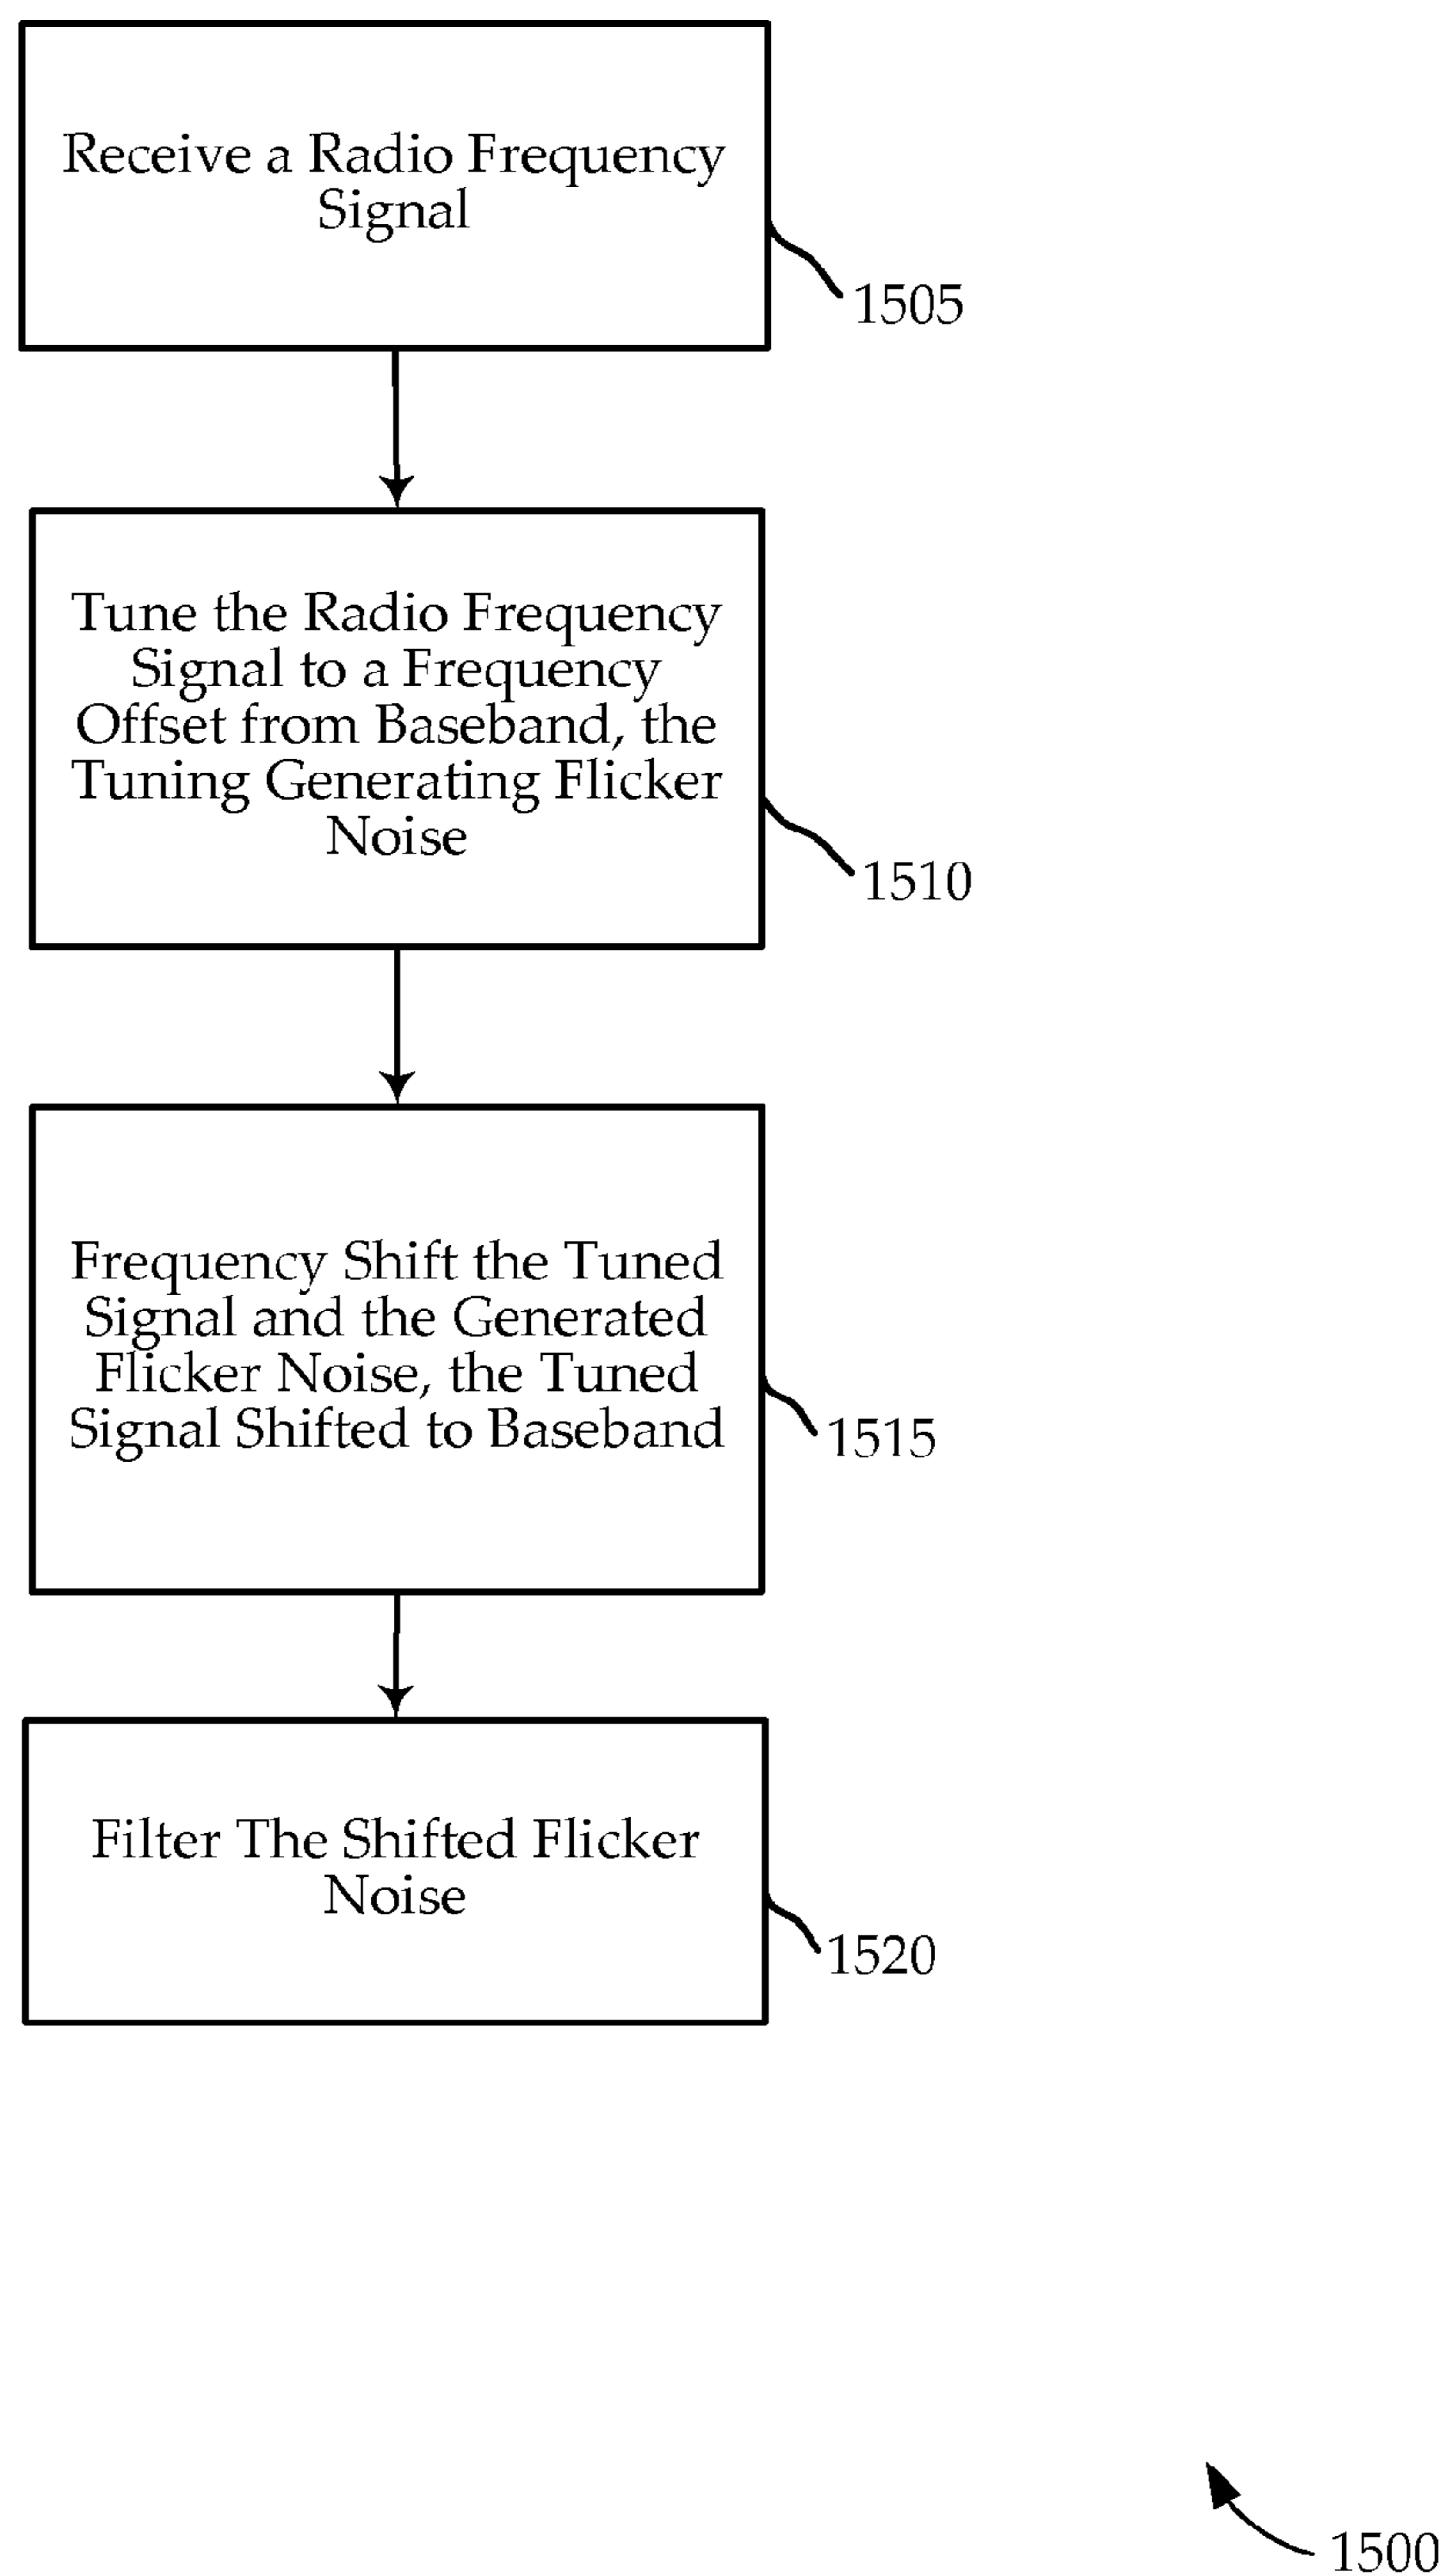 Receive a Radio Frequency
Signal
1505
Tune the Radio Frequency
Signal to a Frequency
Offset from Baseband, the
Tuning Generating Flicker
Noise
1510
Frequency Shift the Tuned
Signal and the Generated
Flicker Noise, the Tuned
Signal Shifted to Baseband
1515
Filter The Shifted Flicker
Noise
1520
1500